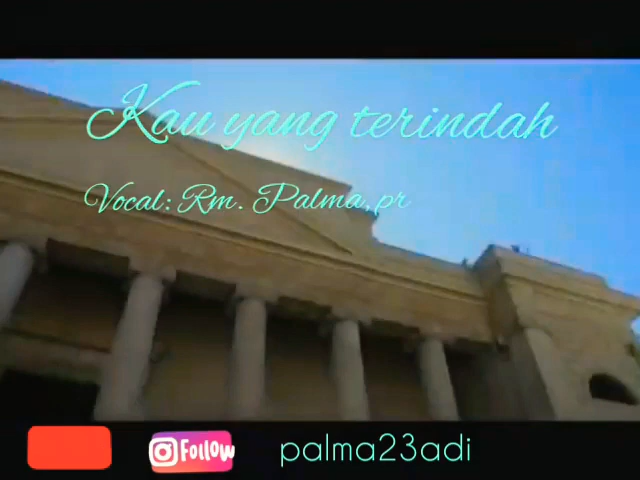 Kau yang terindah
Vocal: Rm. Palma, pr
Follow palma23adi